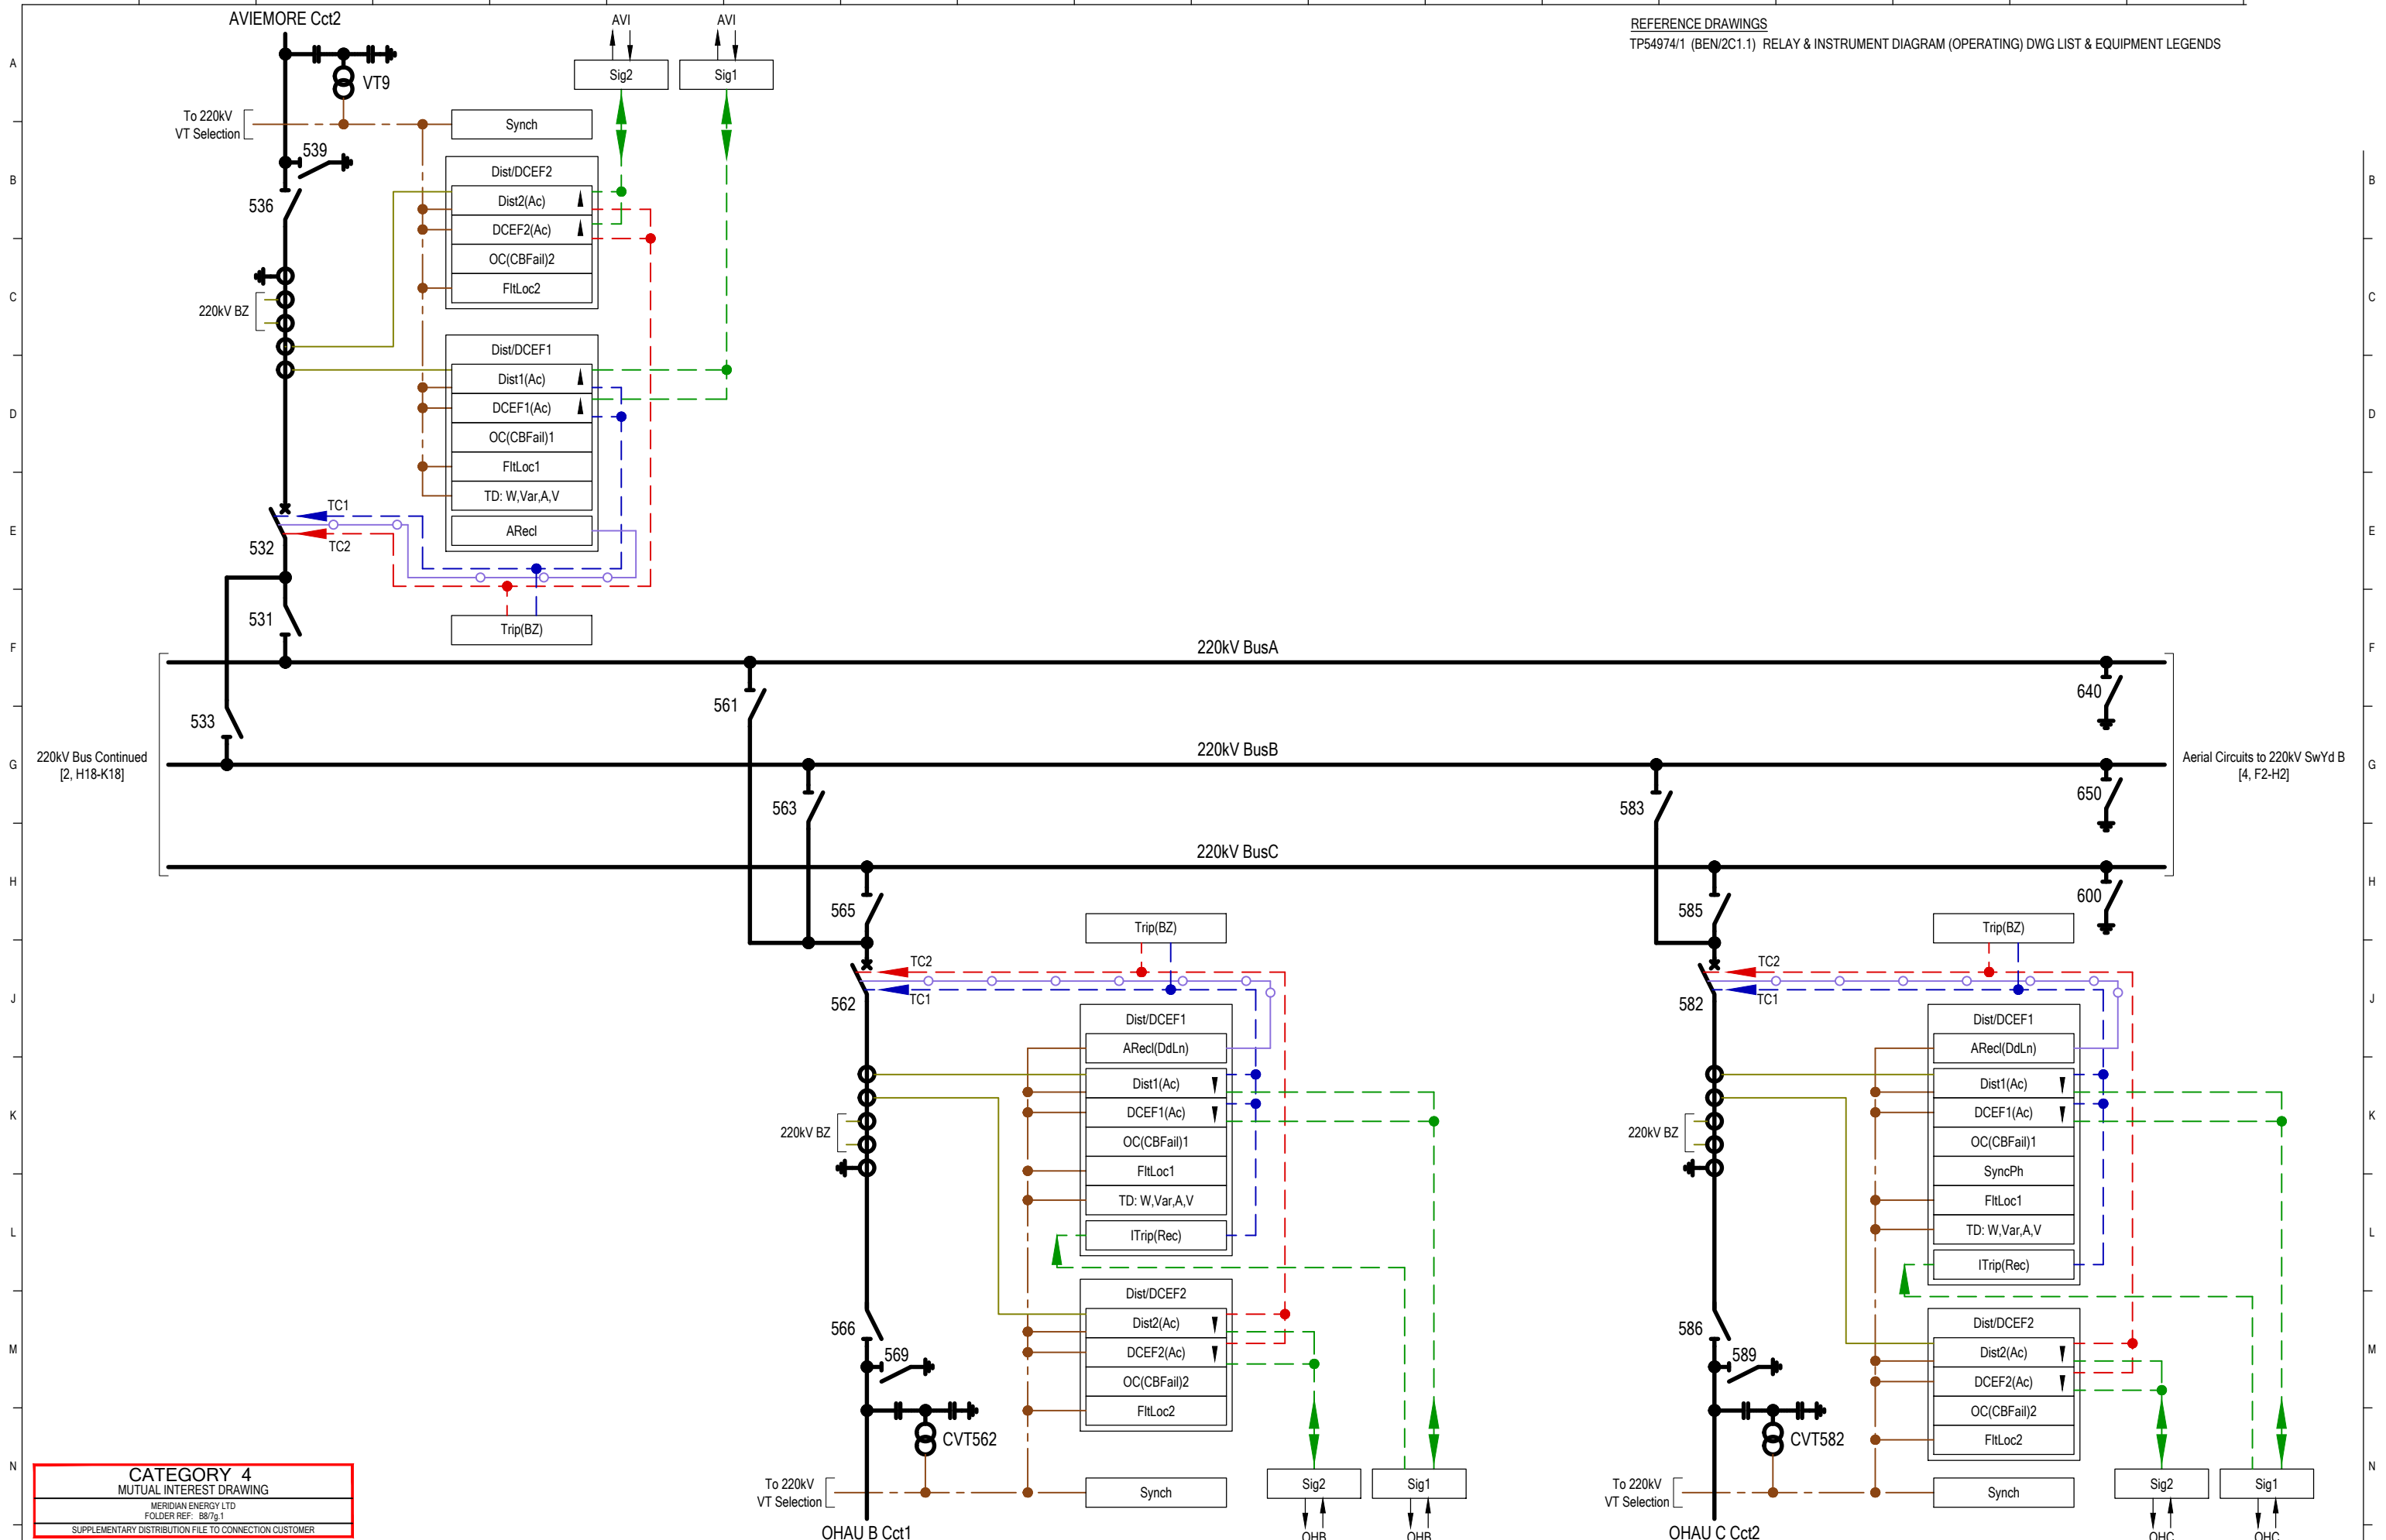 AVIEMORE Cct2
AVI
AVI
REFERENCE DRAWINGS
TP54974/1 (BEN/2C1.1) RELAY & INSTRUMENT DIAGRAM (OPERATING) DWG LIST & EQUIPMENT LEGENDS
A
Sig2
Sig1
VT9
To 220kV
VT Selection
Synch
539
Dist/DCEF2
B
B
536
Dist2(Ac)
DCEF2(Ac)
OC(CBFail)2
FltLoc2
C
C
220kV BZ
Dist/DCEF1
Dist1(Ac)
D
D
DCEF1(Ac)
OC(CBFail)1
FltLoc1
TD: W,Var,A,V
TC1
ARecl
E
E
532
TC2
531
Trip(BZ)
F
220kV BusA
F
561
640
533
220kV Bus Continued
[2, H18-K18]
G
220kV BusB
Aerial Circuits to 220kV SwYd B
[4, F2-H2]
G
563
583
650
220kV BusC
H
H
565
585
600
Trip(BZ)
Trip(BZ)
TC2
TC2
J
562
TC1
582
TC1
J
Dist/DCEF1
Dist/DCEF1
ARecl(DdLn)
ARecl(DdLn)
Dist1(Ac)
Dist1(Ac)
K
DCEF1(Ac)
DCEF1(Ac)
K
220kV BZ
220kV BZ
OC(CBFail)1
OC(CBFail)1
FltLoc1
SyncPh
TD: W,Var,A,V
FltLoc1
L
ITrip(Rec)
TD: W,Var,A,V
L
ITrip(Rec)
Dist/DCEF2
Dist/DCEF2
566
Dist2(Ac)
586
M
569
DCEF2(Ac)
589
Dist2(Ac)
M
OC(CBFail)2
DCEF2(Ac)
FltLoc2
OC(CBFail)2
CVT562
CVT582
FltLoc2
N
N
CATEGORY 4
MUTUAL INTEREST DRAWING
MERIDIAN ENERGY LTD
FOLDER REF: B8/7g.1
SUPPLEMENTARY DISTRIBUTION FILE TO CONNECTION CUSTOMER
To 220kV
VT Selection
Synch
Sig2
Sig1
To 220kV
VT Selection
Synch
Sig2
Sig1
OHAU B Cct1
OHB
OHB
OHAU C Cct2
OHC
OHC